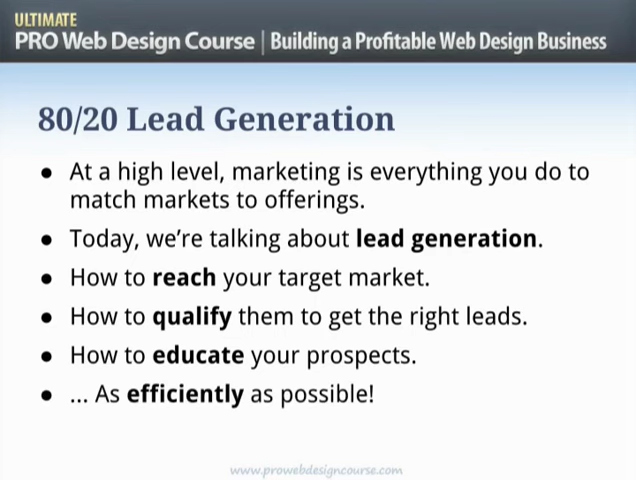 ULTIMATE
PRO Web Design Course | Building a Profitable Web Design Business
80/20 Lead Generation
● At a high level, marketing is everything you do to
match markets to offerings.
● Today, we're talking about lead generation.
● How to reach your target market.
● How to qualify them to get the right leads.
● How to educate your prospects.
● ... As efficiently as possible!
www.prowebdesigncourse.com